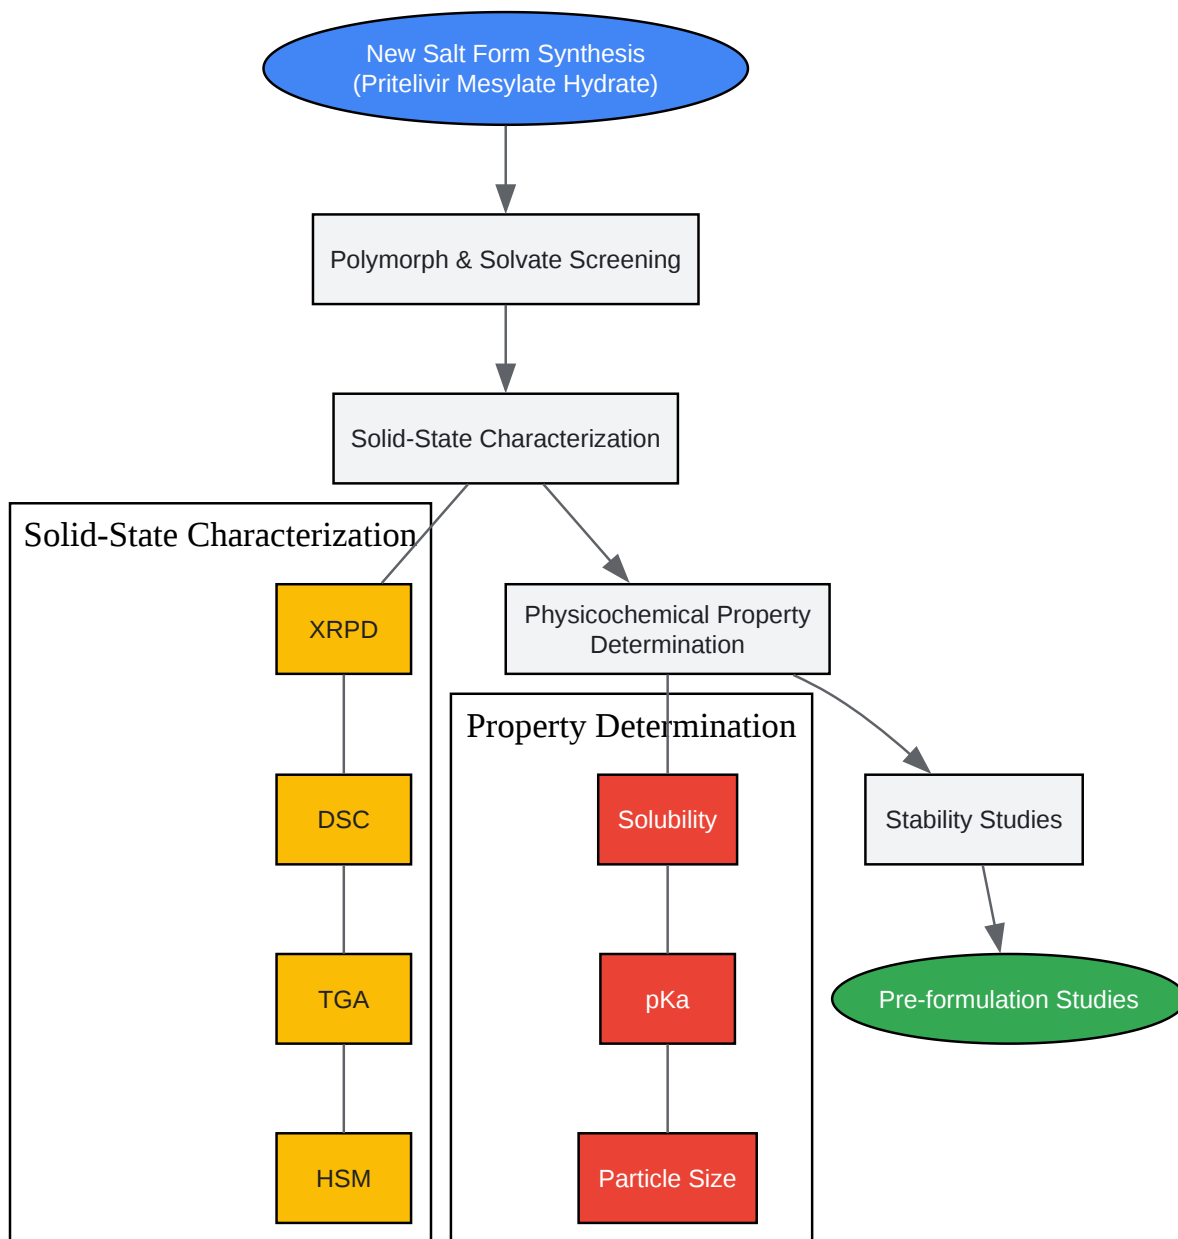 New Salt Form Synthesis
(Pritelivir Mesylate Hydrate)
Polymorph & Solvate Screening
Solid-State Characterization
Solid-State Characterization
XRPD
DSC
TGA
HSM
Physicochemical Property
Determination
Property Determination
Solubility
pKa
Particle Size
Stability Studies
Pre-formulation Studies